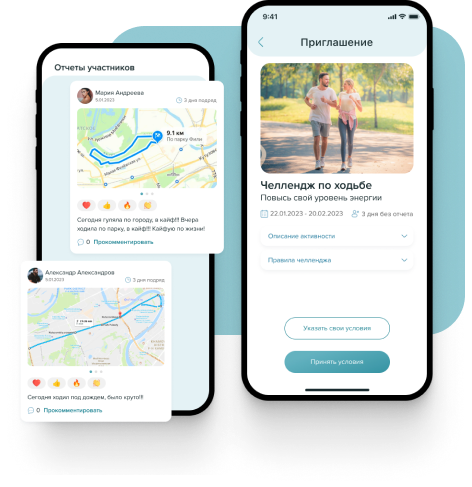 Отчеты участников
Мария Андреева
9.01.2023
3 дня подряд
9.1 км
По парку Фили
Сегодня гуляла по городу, в кайф!!! Вчера
ходила по парку, в кайф!!! Кайфую по жизни!
0 Прокомментировать
Александр Александров
9.01.2023
3 дня подряд
Сегодня ходил под дождем, было круто!!!
0 Прокомментировать
9:41
Приглашение
Челлендж по ходьбе
Повысь свой уровень энергии
22.01.2023 - 20.02.2023
3 дня без отчета
Описание активности
Правила челленджа
Указать свои условия
Принять условия